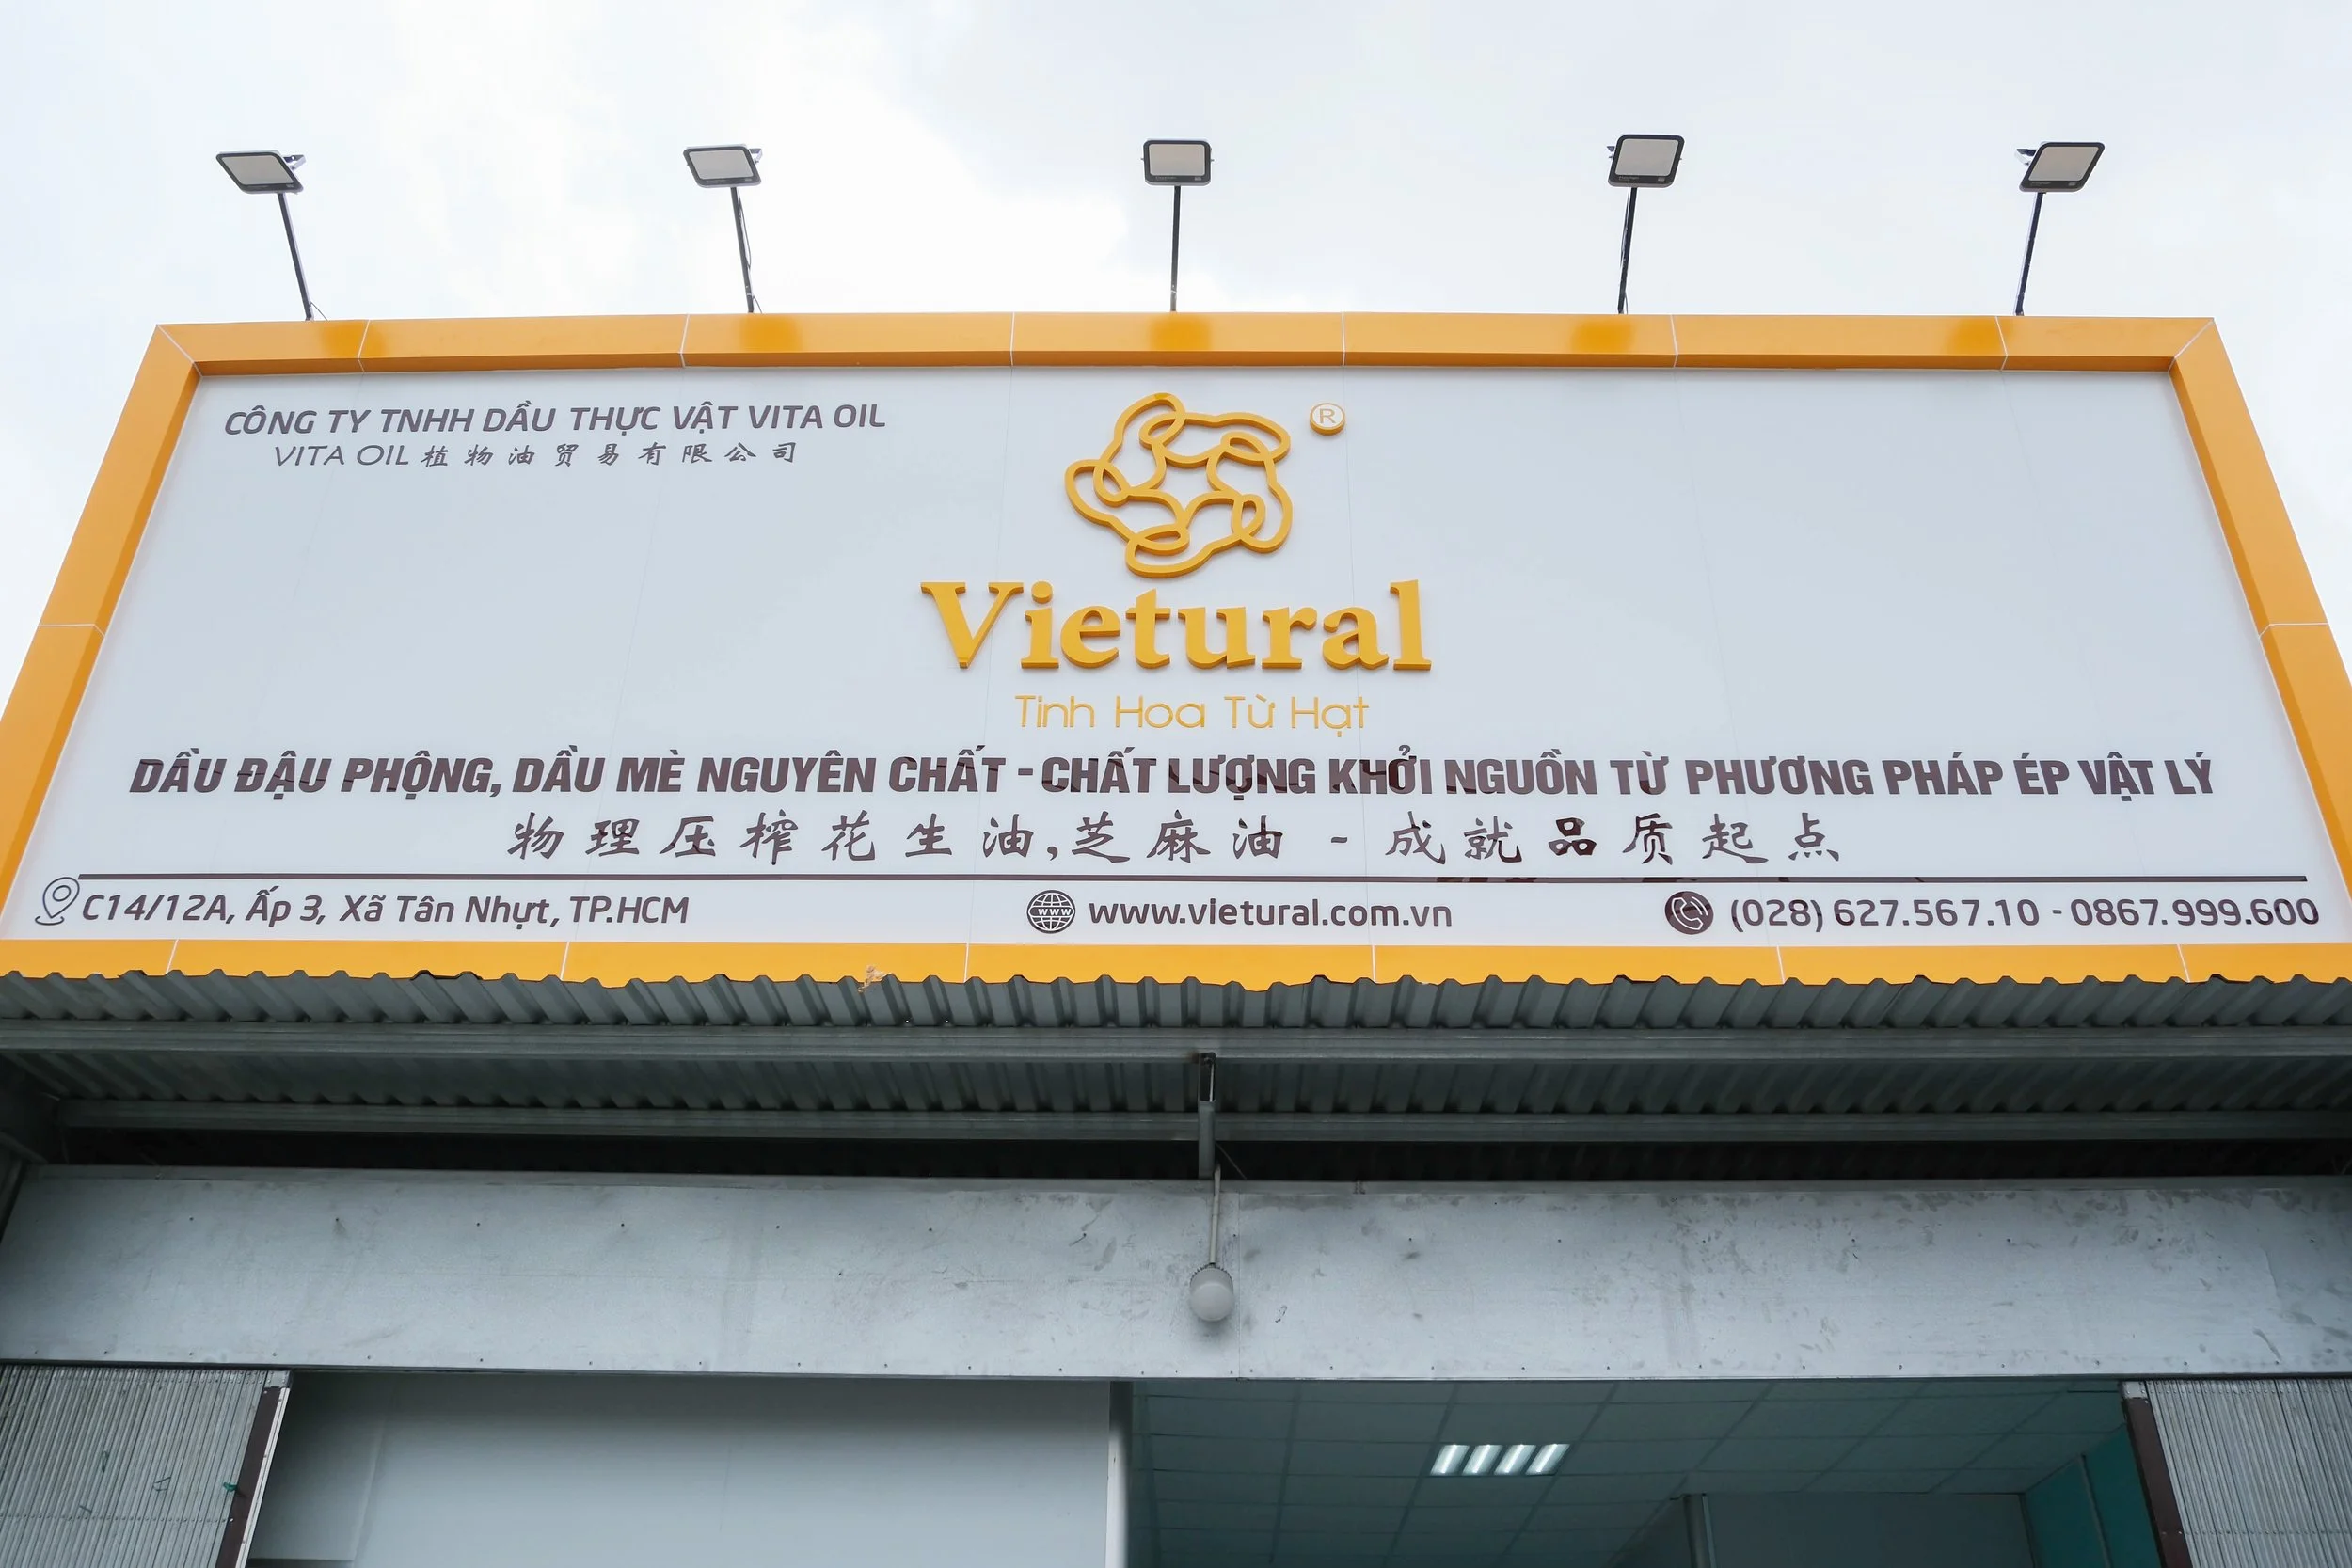 CÔNG TY TNHH DẦU THỰC VẬT VITA OIL
VITA OIL 植物油贸易有限公司
®
Vietural
Tinh Hoa Từ Hạt
DẦU ĐẬU PHỘNG, DẦU MÈ NGUYÊN CHẤT - CHẤT LƯỢNG KHỞI NGUỒN TỪ PHƯƠNG PHÁP ÉP VẬT LÝ
物理压榨花生油,芝麻油 - 成就品质起点
C14/12A, Ấp 3, Xã Tân Nhựt, TP.HCM
www www.vietural.com.vn
(028) 627.567.10 - 0867.999.600